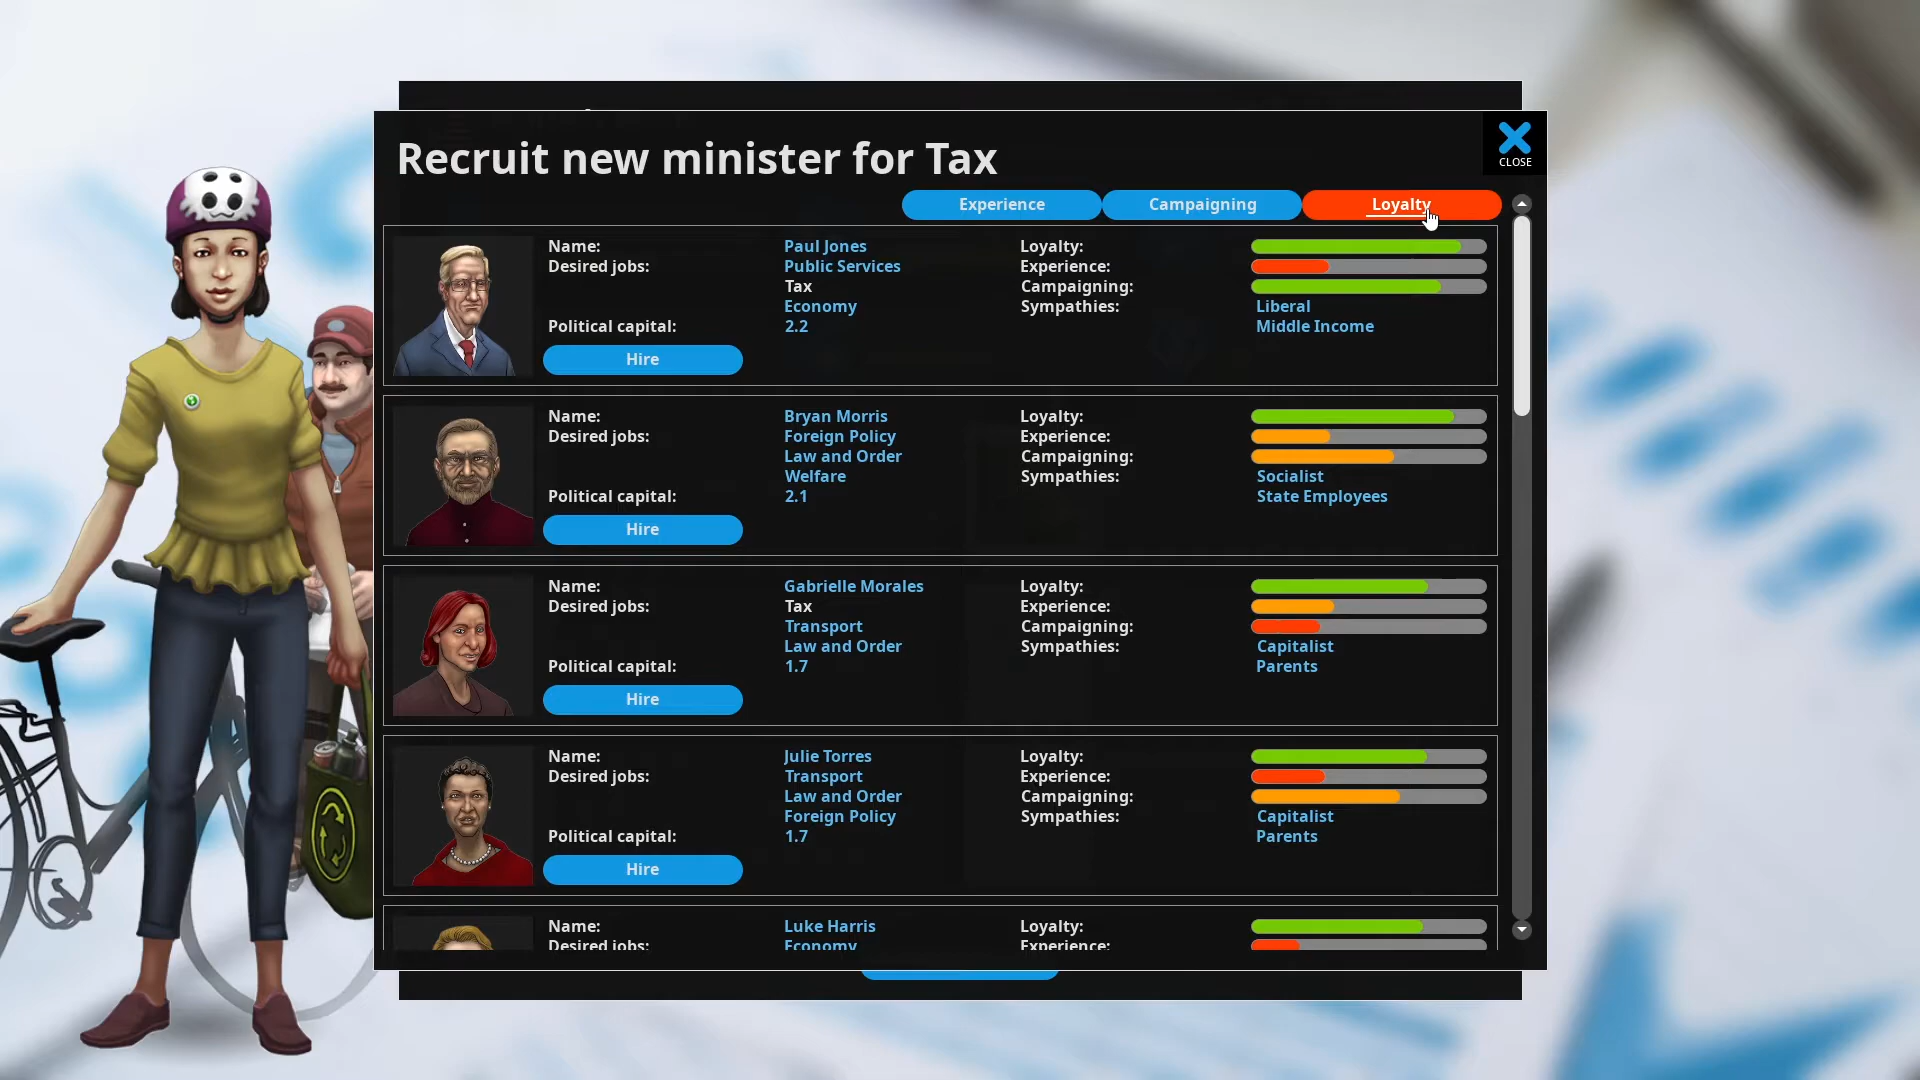 Recruit new minister for Tax
CLOSE
Experience Campaigning Loyalty
Name: Paul Jones Loyalty:
Desired jobs: Public Services Experience:
Tax Campaigning:
Economy Sympathies: Liberal
Political capital: 2.2 Middle Income
Hire
Name: Bryan Morris Loyalty:
Desired jobs: Foreign Policy Experience:
Law and Order Campaigning:
Welfare Sympathies: Socialist
Political capital: 2.1 State Employees
Hire
Name: Gabrielle Morales Loyalty:
Desired jobs: Tax Experience:
Transport Campaigning:
Law and Order Sympathies: Capitalist
Political capital: 1.7 Parents
Hire
Name: Julie Torres Loyalty:
Desired jobs: Transport Experience:
Law and Order Campaigning:
Foreign Policy Sympathies: Capitalist
Political capital: 1.7 Parents
Hire
Name: Luke Harris Loyalty:
Desired jobs: Economy Experience: